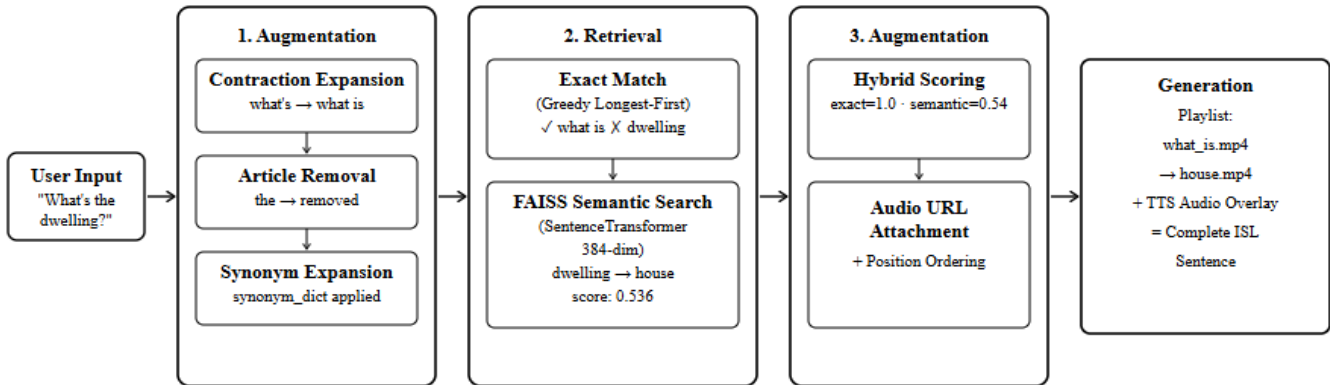 User Input
"What's the
dwelling?"
1. Augmentation
Contraction Expansion
what's → what is
Article Removal
the → removed
Synonym Expansion
synonym_dict applied
2. Retrieval
Exact Match
(Greedy Longest-First)
✓ what is ✗ dwelling
FAISS Semantic Search
(SentenceTransformer
384-dim)
dwelling → house
score: 0.536
3. Augmentation
Hybrid Scoring
exact=1.0 · semantic=0.54
Audio URL
Attachment
+ Position Ordering
Generation
Playlist:
what_is.mp4
→ house.mp4
+ TTS Audio Overlay
= Complete ISL
Sentence